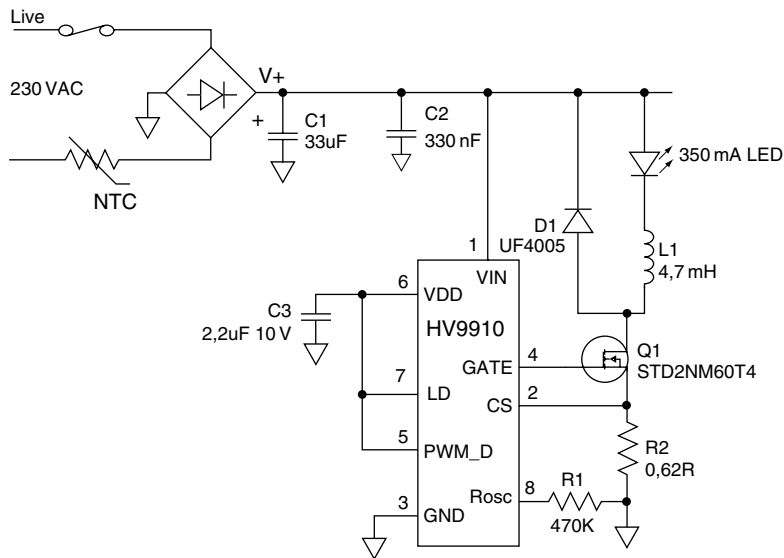 Live
230 VAC
NTC
V+
+
C1
33uF
C2
330 nF
350 mA LED
D1
UF4005
L1
4,7 mH
1
VIN
6
VDD
C3
2,2uF 10 V
HV9910
Q1
STD2NM60T4
4
GATE
7
LD
2
CS
5
PWM_D
R2
0,62R
8
Rosc
R1
470K
3
GND